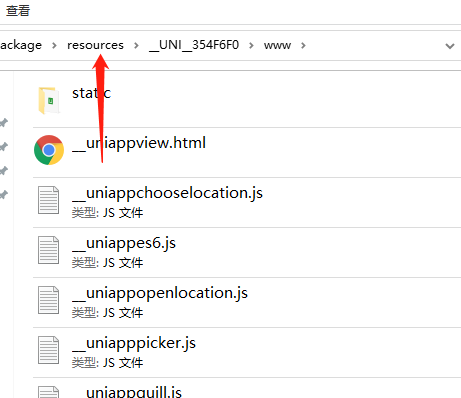 查看
ackage > resources > __UNI__354F6F0 > www >
static
__uniappview.html
__uniappchooselocation.js
类型: JS 文件
__uniappes6.js
类型: JS 文件
__uniappopenlocation.js
类型: JS 文件
__uniapppicker.js
类型: JS 文件
__uniappquill.js